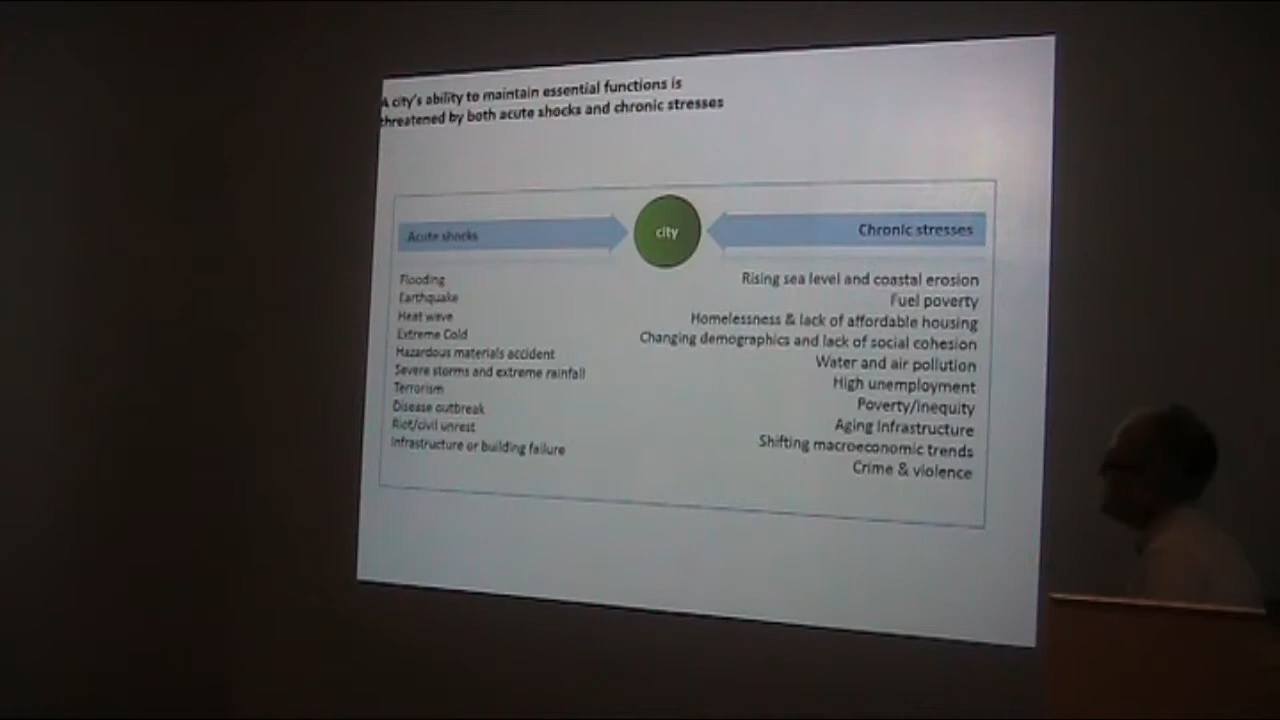 A city's ability to maintain essential functions is
threatened by both acute shocks and chronic stresses
Acute shocks
city
Chronic stresses
Flooding
Earthquake
Heat wave
Extreme Cold
Hazardous materials accident
Severe storms and extreme rainfall
Terrorism
Disease outbreak
Riot/civil unrest
Infrastructure or building failure
Rising sea level and coastal erosion
Fuel poverty
Homelessness & lack of affordable housing
Changing demographics and lack of social cohesion
Water and air pollution
High unemployment
Poverty/inequity
Aging Infrastructure
Shifting macroeconomic trends
Crime & violence